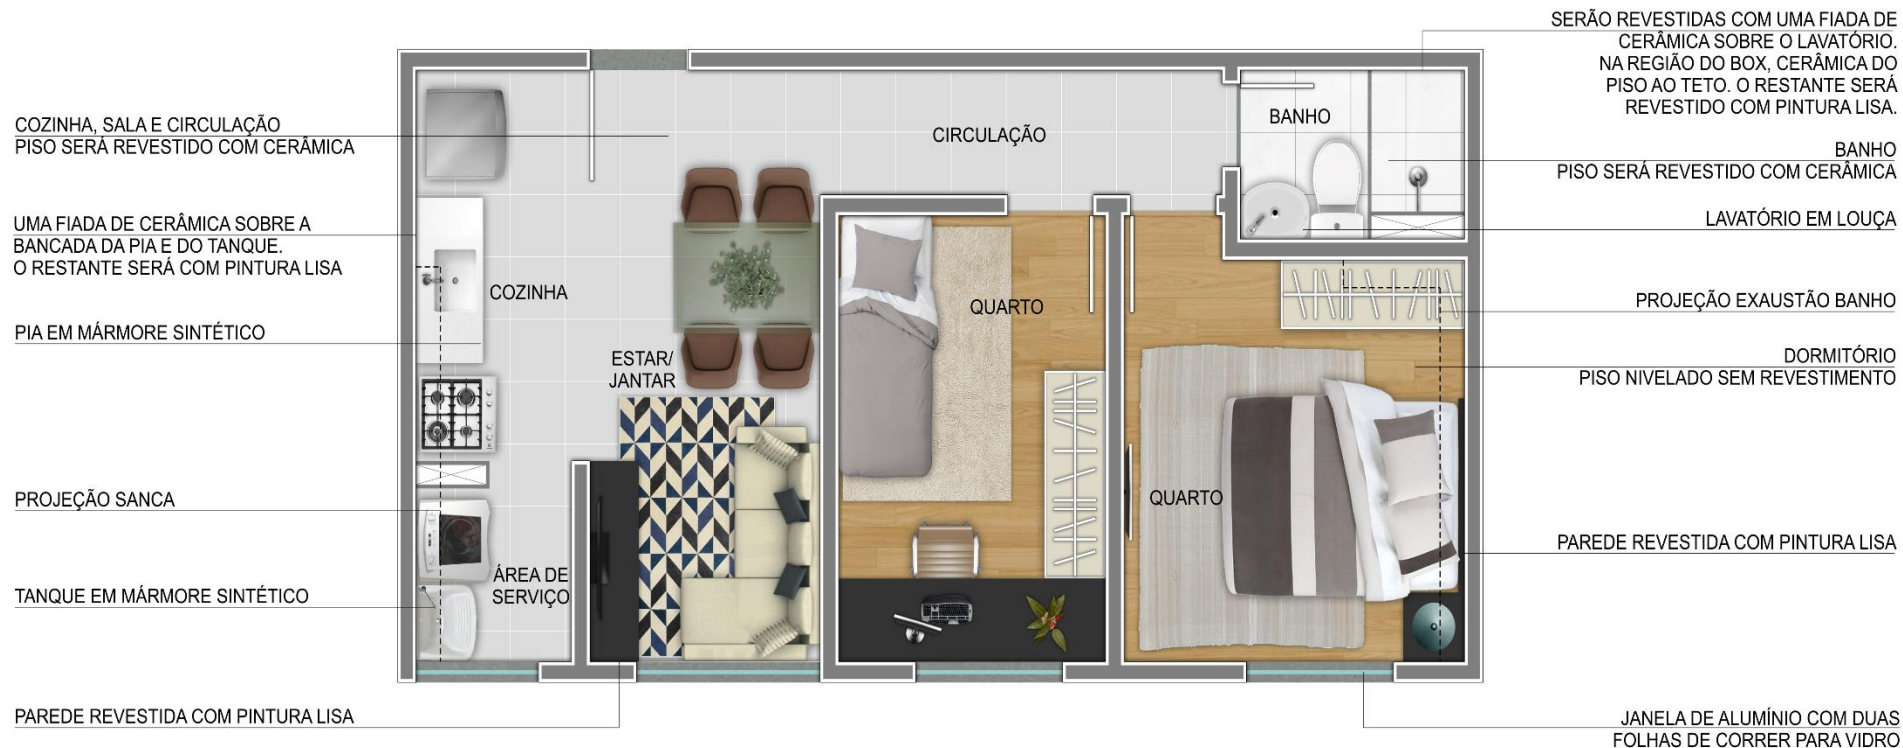 COZINHA, SALA E CIRCULAÇÃO
PISO SERÁ REVESTIDO COM CERÂMICA
UMA FIADA DE CERÂMICA SOBRE A
BANCADA DA PIA E DO TANQUE.
O RESTANTE SERÁ COM PINTURA LISA
PIA EM MÁRMORE SINTÉTICO
PROJEÇÃO SANCA
TANQUE EM MÁRMORE SINTÉTICO
PAREDE REVESTIDA COM PINTURA LISA
COZINHA
ESTAR/
JANTAR
ÁREA DE
SERVIÇO
CIRCULAÇÃO
QUARTO
QUARTO
BANHO
SERÃO REVESTIDAS COM UMA FIADA DE
CERÂMICA SOBRE O LAVATÓRIO.
NA REGIÃO DO BOX, CERÂMICA DO
PISO AO TETO. O RESTANTE SERÁ
REVESTIDO COM PINTURA LISA.
BANHO
PISO SERÁ REVESTIDO COM CERÂMICA
LAVATÓRIO EM LOUÇA
PROJEÇÃO EXAUSTÃO BANHO
DORMITÓRIO
PISO NIVELADO SEM REVESTIMENTO
PAREDE REVESTIDA COM PINTURA LISA
JANELA DE ALUMÍNIO COM DUAS
FOLHAS DE CORRER PARA VIDRO